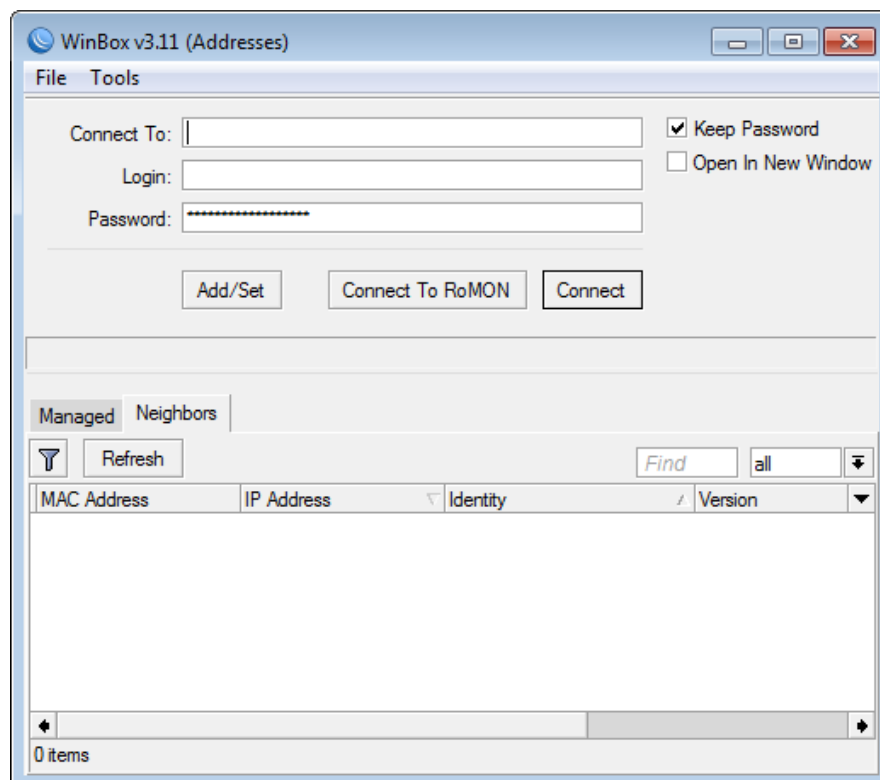 WinBox v3.11 (Addresses)
File Tools
Connect To:
Keep Password
Open In New Window
Login:
Password: ******************
Add/Set Connect To RoMON Connect
Managed Neighbors
Refresh Find all
MAC Address IP Address Identity Version
0 items